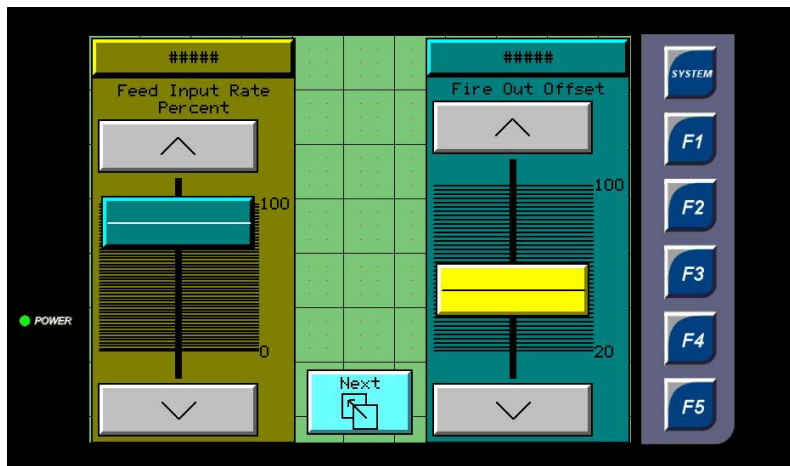 #####
Feed Input Rate
Percent
100
0
#####
Fire Out Offset
100
20
Next
POWER
SYSTEM
F1
F2
F3
F4
F5